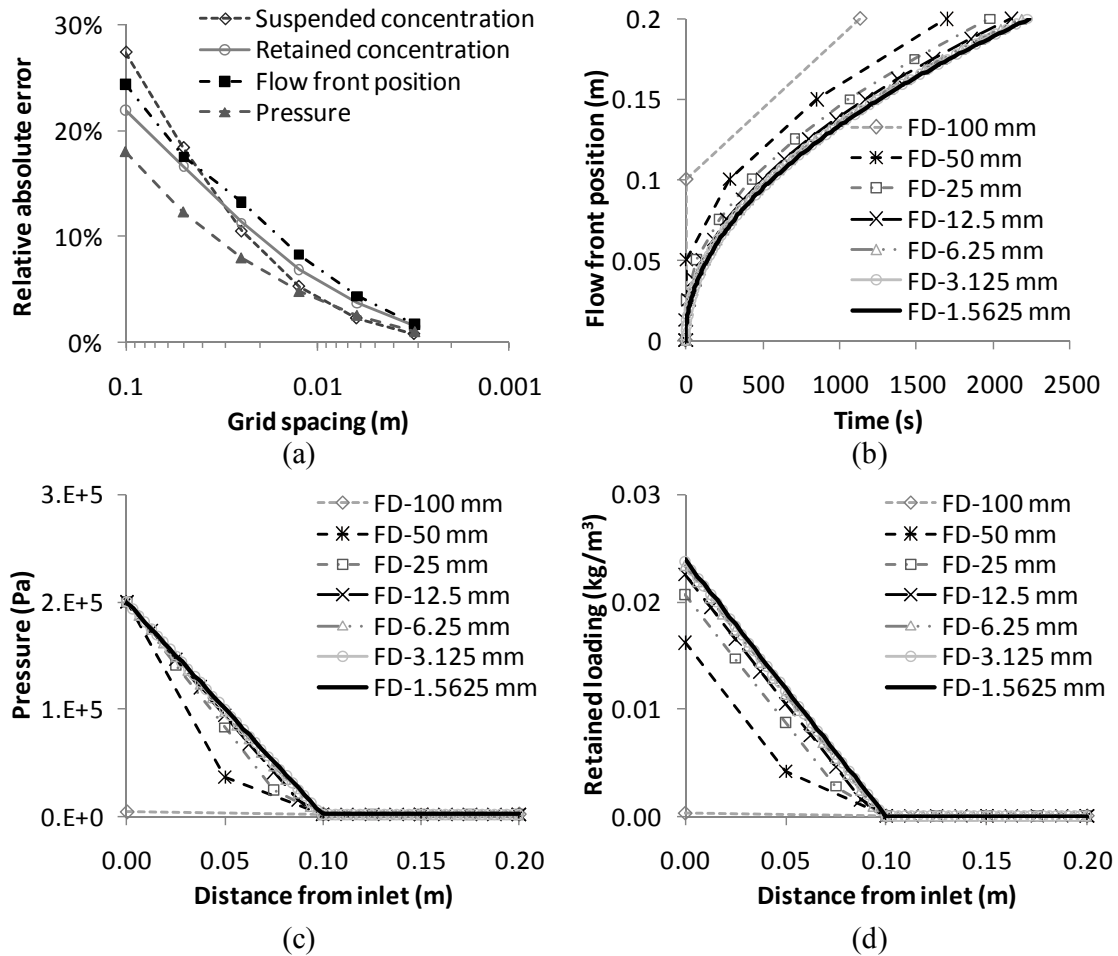 30%
20%
10%
0%
Relative absolute error
Suspended concentration
Retained concentration
Flow front position
Pressure
0.1
0.01
0.001
Grid spacing (m)
(a)
0.2
0.15
0.1
0.05
0
Flow front position (m)
FD-100 mm
FD-50 mm
FD-25 mm
FD-12.5 mm
FD-6.25 mm
FD-3.125 mm
FD-1.5625 mm
0
500
1000
1500
2000
2500
Time (s)
(b)
3.E+5
2.E+5
1.E+5
0.E+0
Pressure (Pa)
FD-100 mm
FD-50 mm
FD-25 mm
FD-12.5 mm
FD-6.25 mm
FD-3.125 mm
FD-1.5625 mm
0.00
0.05
0.10
0.15
0.20
Distance from inlet (m)
(c)
0.03
0.02
0.01
0.00
Retained loading (kg/m³)
FD-100 mm
FD-50 mm
FD-25 mm
FD-12.5 mm
FD-6.25 mm
FD-3.125 mm
FD-1.5625 mm
0.00
0.05
0.10
0.15
0.20
Distance from inlet (m)
(d)